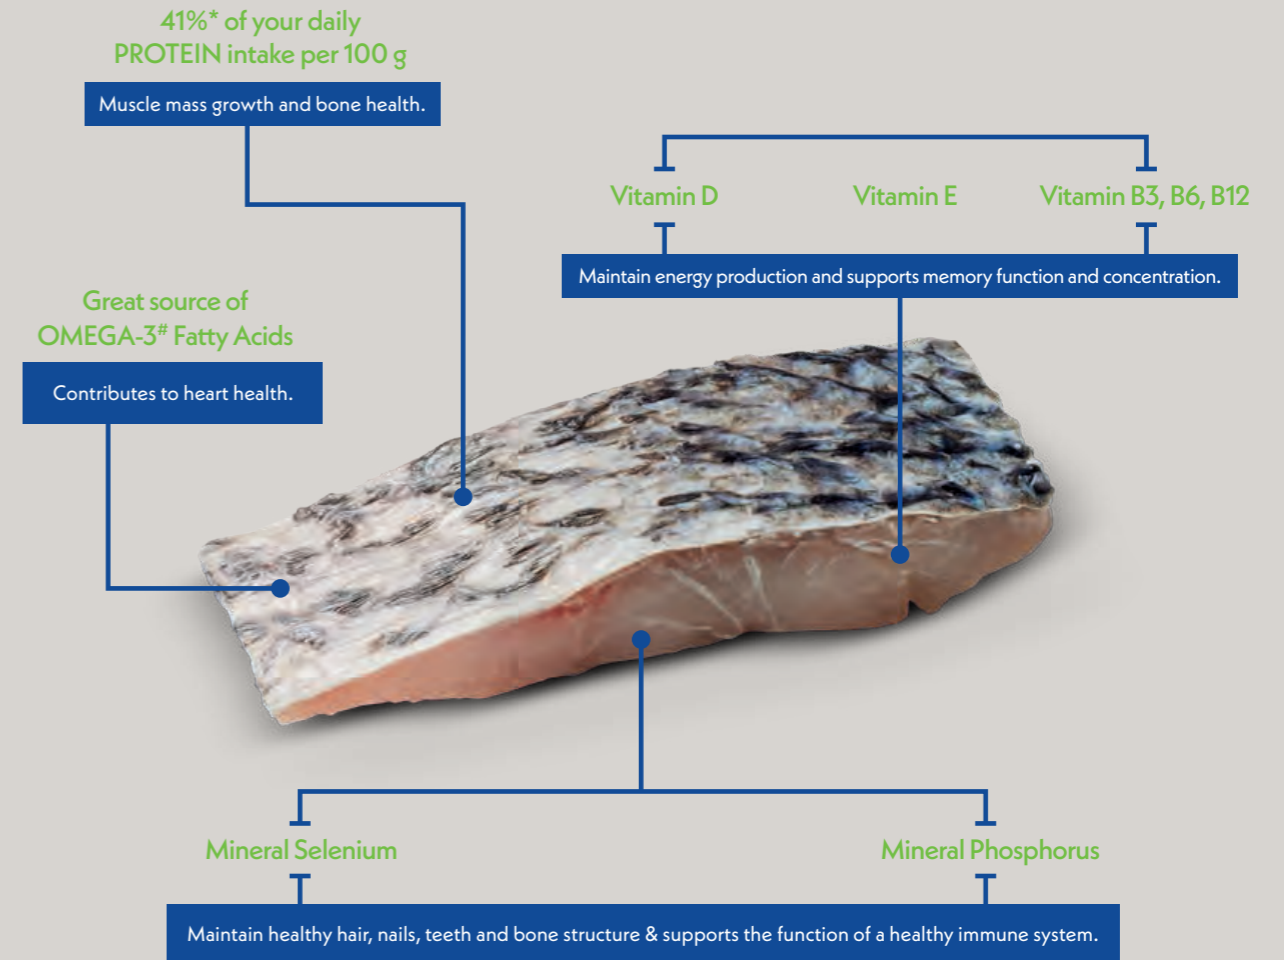 41%* of your daily
PROTEIN intake per 100 g
Muscle mass growth and bone health.
Vitamin D
Vitamin E
Vitamin B3, B6, B12
Maintain energy production and supports memory function and concentration.
Great source of
OMEGA-3# Fatty Acids
Contributes to heart health.
Mineral Selenium
Mineral Phosphorus
Maintain healthy hair, nails, teeth and bone structure & supports the function of a healthy immune system.